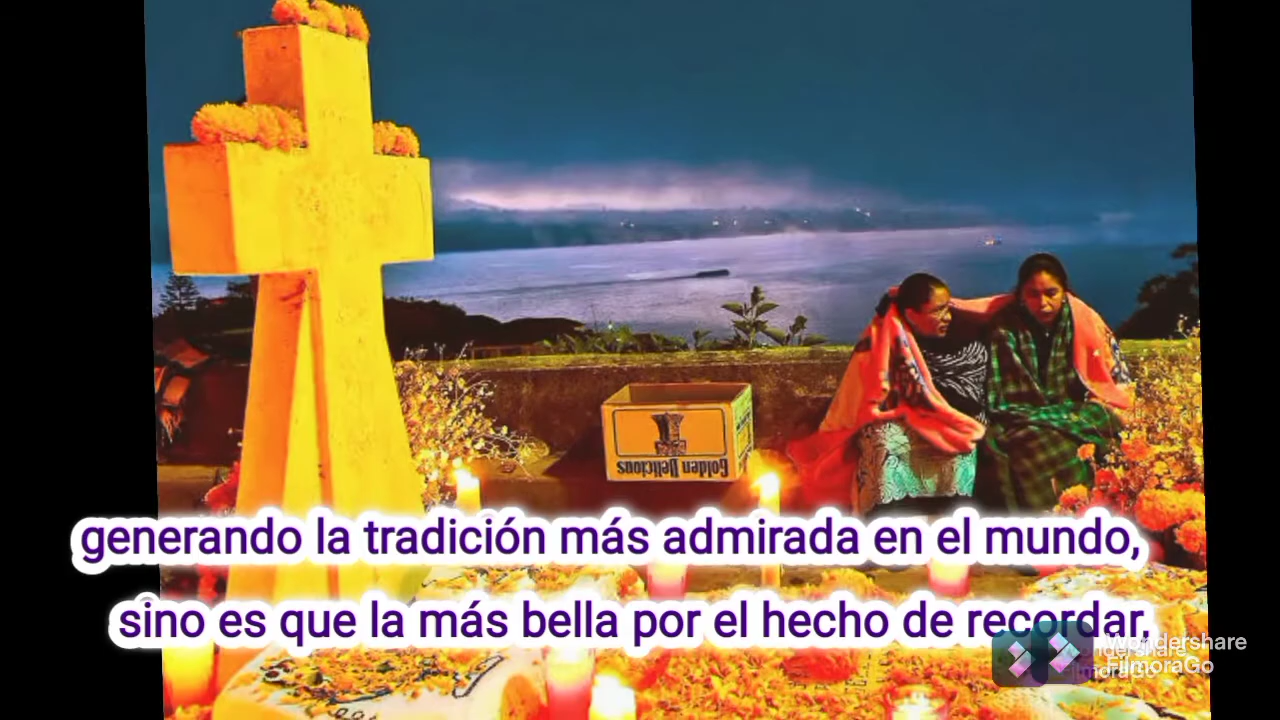 Golden Delicious
generando la tradición más admirada en el mundo,
sino es que la más bella por el hecho de recordar,
Wondershare
FilmoraGo